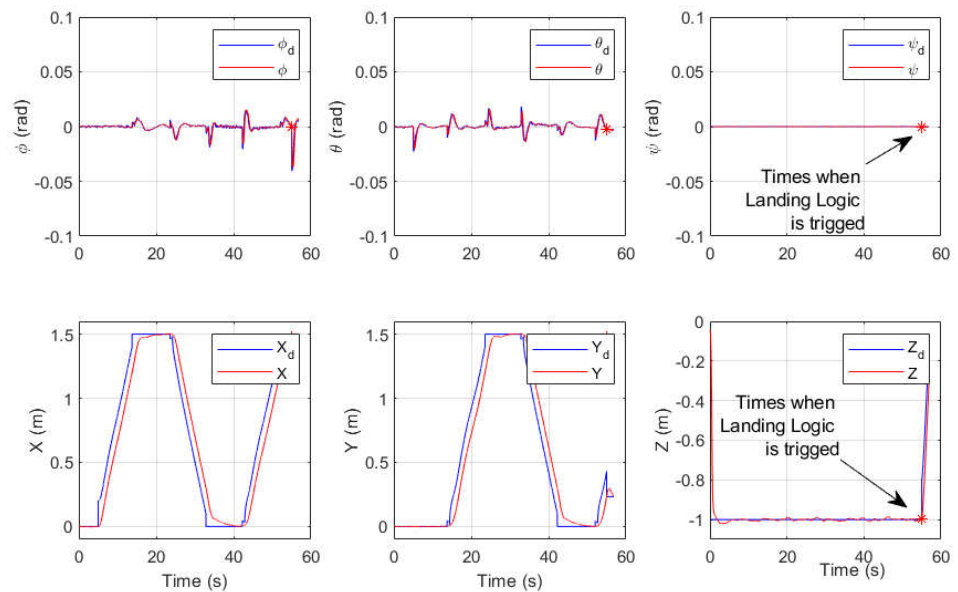 0.1
0.05
0
-0.05
-0.1
ϕ (rad)
ϕd
ϕ
0
20
40
60
0.1
0.05
0
-0.05
-0.1
θ (rad)
θd
θ
0
20
40
60
0.1
0.05
0
-0.05
-0.1
ψ (rad)
ψd
ψ
Times when
Landing Logic
is trigged
0
20
40
60
1.5
1
0.5
0
X (m)
Xd
X
0
20
40
60
Time (s)
1.5
1
0.5
0
Y (m)
Yd
Y
0
20
40
60
Time (s)
0
-0.2
-0.4
-0.6
-0.8
-1
Z (m)
Zd
Z
Times when
Landing Logic
is trigged
0
20
40
60
Time (s)